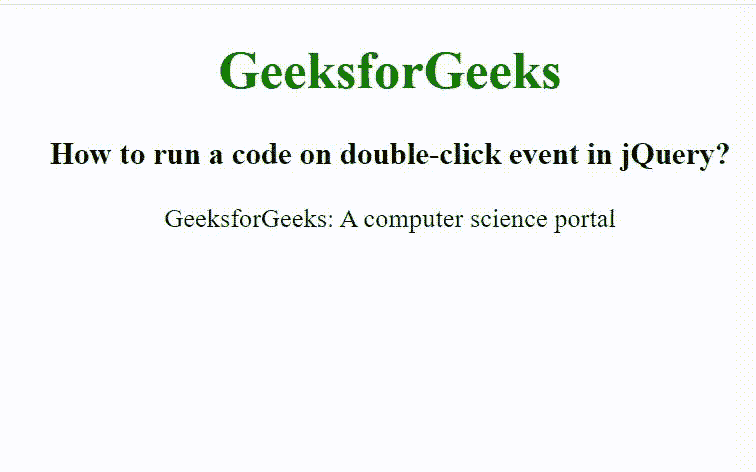 GeeksforGeeks
How to run a code on double-click event in jQuery?
GeeksforGeeks: A computer science portal